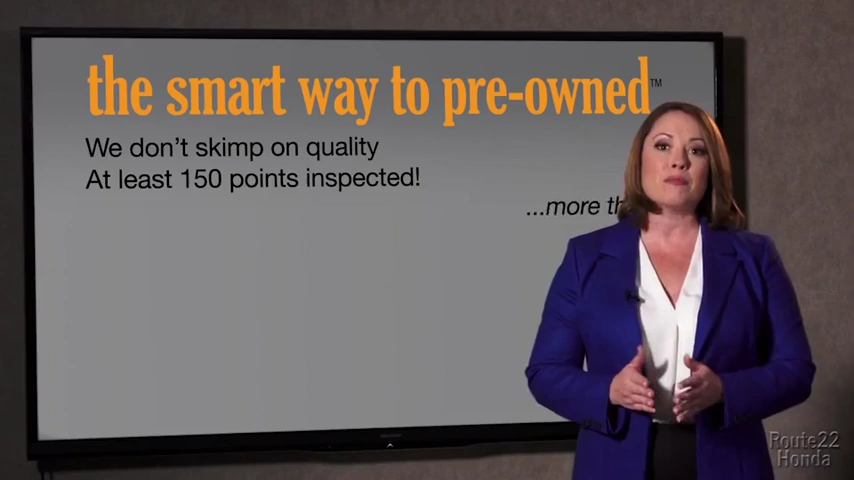 the smart way to pre-owned™
We don't skimp on quality
At least 150 points inspected!
...more
Route22
Honda